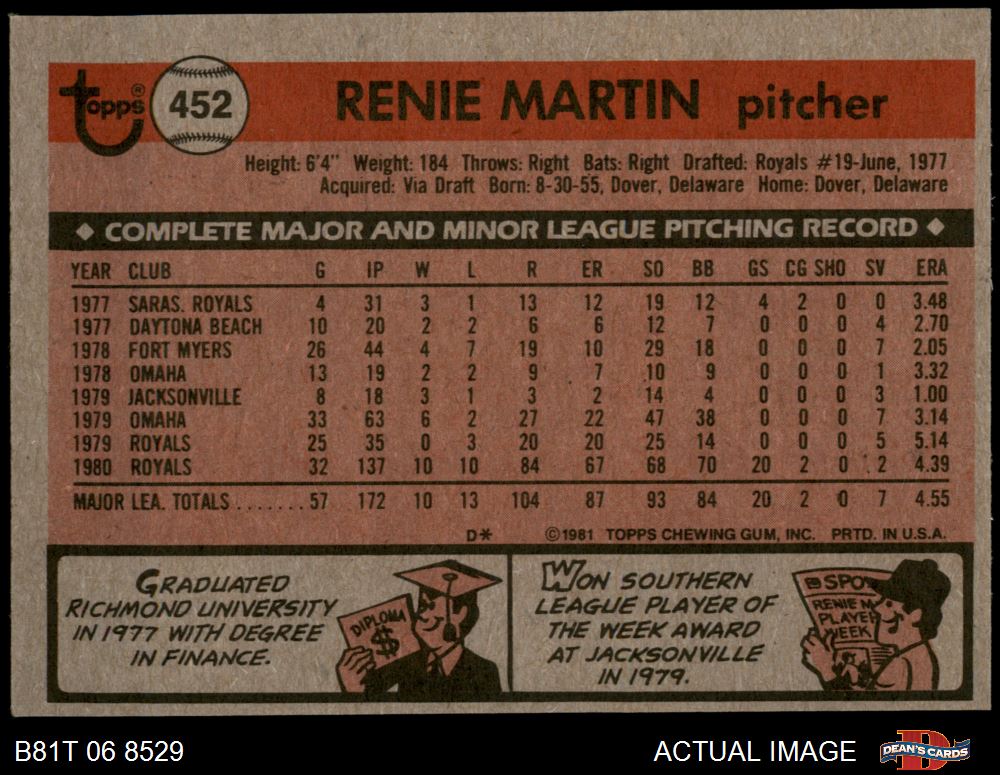 Topps® 452 RENIE MARTIN pitcher
Height: 6'4" Weight: 184 Throws: Right Bats: Right Drafted: Royals #19-June, 1977
Acquired: Via Draft Born: 8-30-55, Dover, Delaware Home: Dover, Delaware
◆ COMPLETE MAJOR AND MINOR LEAGUE PITCHING RECORD ◆
YEAR CLUB G IP W L R ER SO BB GS CG SHO SV ERA
1977 SARAS. ROYALS 4 31 3 1 13 12 19 12 4 2 0 0 3.48
1977 DAYTONA BEACH 10 20 2 2 6 6 12 7 0 0 0 4 2.70
1978 FORT MYERS 26 44 4 7 19 10 29 18 0 0 0 7 2.05
1978 OMAHA 13 19 2 2 9 7 10 9 0 0 0 1 3.32
1979 JACKSONVILLE 8 18 3 1 3 2 14 4 0 0 0 3 1.00
1979 OMAHA 33 63 6 2 27 22 47 38 0 0 0 7 3.14
1979 ROYALS 25 35 0 3 20 20 25 14 0 0 0 5 5.14
1980 ROYALS 32 137 10 10 84 67 68 70 20 2 0 2 4.39
MAJOR LEA. TOTALS.......57 172 10 13 104 87 93 84 20 2 0 7 4.55
D* ©1981 TOPPS CHEWING GUM, INC. PRTD. IN U.S.A.
GRADUATED
RICHMOND UNIVERSITY
IN 1977 WITH DEGREE
IN FINANCE.
DIPLOMA
$
WON SOUTHERN
LEAGUE PLAYER OF
THE WEEK AWARD
AT JACKSONVILLE
IN 1979.
SPO
RENIE M
PLAYER
WEEK
B81T 06 8529 ACTUAL IMAGE DEAN'S CARDS